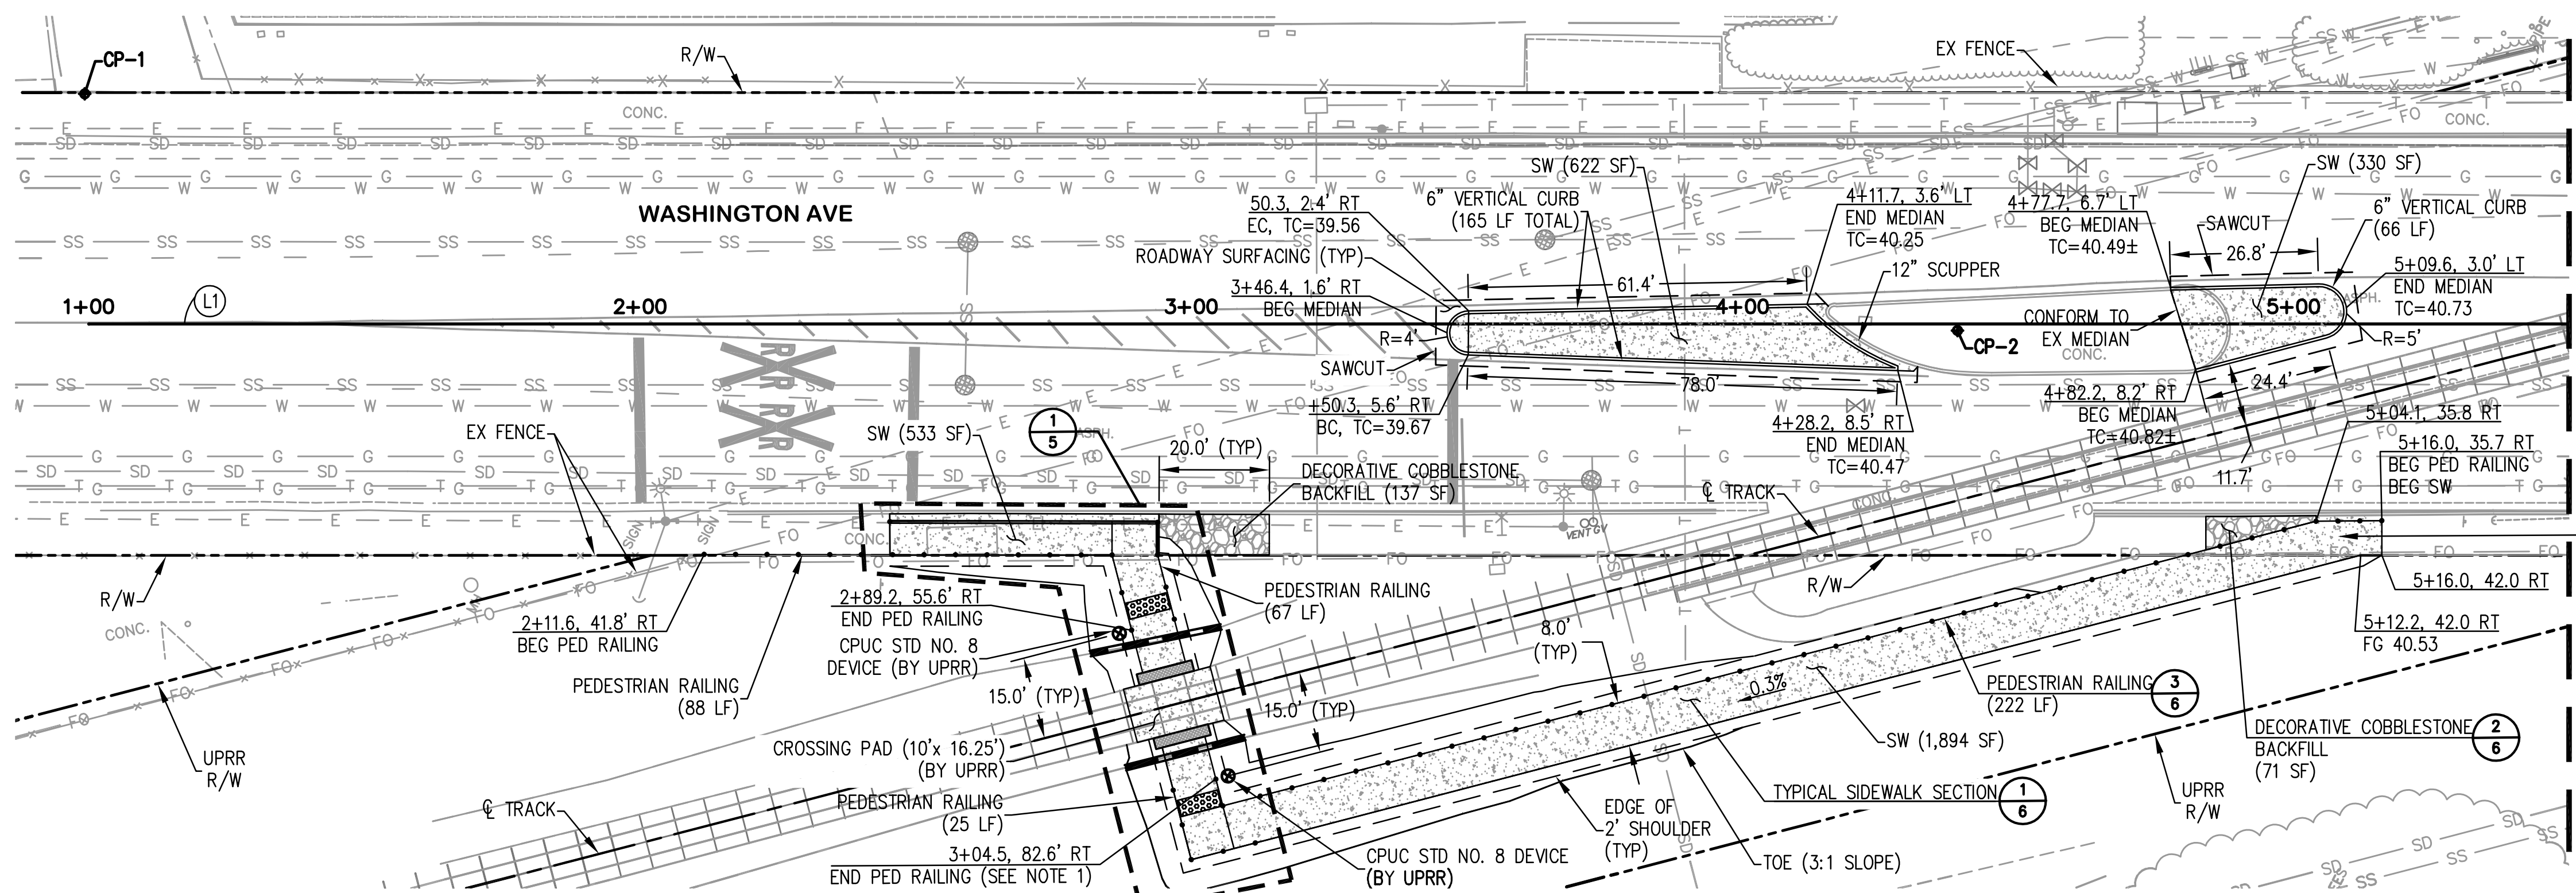 CP-1
R/W
EX FENCE
CONC.
CONC.
WASHINGTON AVE
SW (622 SF)
SW (330 SF)
50.3, 2.4' RT
EC, TC=39.56
6" VERTICAL CURB
(165 LF TOTAL)
4+11.7, 3.6' LT
END MEDIAN
TC=40.25
4+77.7, 6.7' LT
BEG MEDIAN
TC=40.49±
SAWCUT
26.8'
6" VERTICAL CURB
(66 LF)
ROADWAY SURFACING (TYP)
12" SCUPPER
61.4'
5+09.6, 3.0' LT
END MEDIAN
TC=40.73
3+46.4, 1.6' RT
BEG MEDIAN
1+00
L1
2+00
3+00
4+00
5+00
ASPH.
R=4'
CP-2
CONFORM TO
EX MEDIAN
CONC.
R=5'
SAWCUT
78.0'
24.4'
RXR
RXR
+50.3, 5.6' RT
BC, TC=39.67
4+28.2, 8.5' RT
END MEDIAN
TC=40.47
4+82.2, 8.2' RT
BEG MEDIAN
TC=40.82±
11.7'
5+04.1, 35.8 RT
5+16.0, 35.7 RT
BEG PED RAILING
BEG SW
EX FENCE
SW (533 SF)
1
5
ASPH.
20.0' (TYP)
DECORATIVE COBBLESTONE
BACKFILL (137 SF)
℄ TRACK
CONC.
SIGN
SIGN
CONC.
VENT GV
R/W
R/W
CONC.
2+11.6, 41.8' RT
BEG PED RAILING
2+89.2, 55.6' RT
END PED RAILING
CPUC STD NO. 8
DEVICE (BY UPRR)
PEDESTRIAN RAILING
(67 LF)
8.0'
(TYP)
5+16.0, 42.0 RT
5+12.2, 42.0 RT
FG 40.53
PEDESTRIAN RAILING
(88 LF)
15.0' (TYP)
15.0' (TYP)
0.3%
PEDESTRIAN RAILING
(222 LF)
3
6
UPRR
R/W
CROSSING PAD (10'x 16.25')
(BY UPRR)
SW (1,894 SF)
DECORATIVE COBBLESTONE
BACKFILL
(71 SF)
2
6
℄ TRACK
PEDESTRIAN RAILING
(25 LF)
EDGE OF
2' SHOULDER
(TYP)
TYPICAL SIDEWALK SECTION
1
6
UPRR
R/W
3+04.5, 82.6' RT
END PED RAILING (SEE NOTE 1)
CPUC STD NO. 8 DEVICE
(BY UPRR)
TOE (3:1 SLOPE)